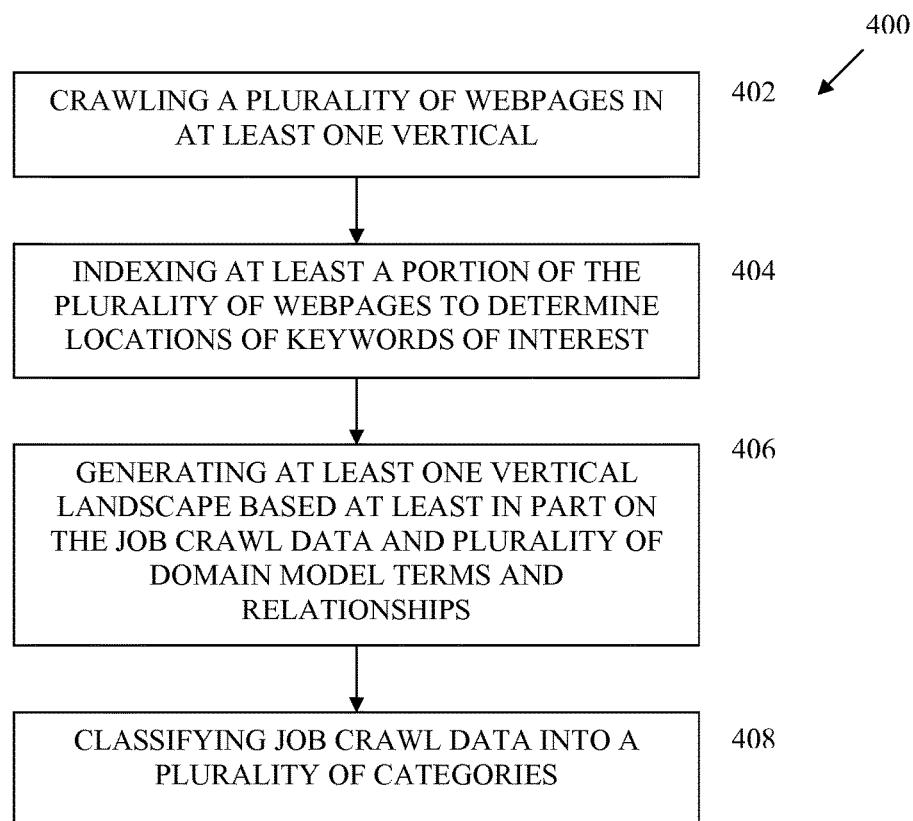 400
CRAWLING A PLURALITY OF WEBPAGES IN
AT LEAST ONE VERTICAL
402
INDEXING AT LEAST A PORTION OF THE
PLURALITY OF WEBPAGES TO DETERMINE
LOCATIONS OF KEYWORDS OF INTEREST
404
GENERATING AT LEAST ONE VERTICAL
LANDSCAPE BASED AT LEAST IN PART ON
THE JOB CRAWL DATA AND PLURALITY OF
DOMAIN MODEL TERMS AND
RELATIONSHIPS
406
CLASSIFYING JOB CRAWL DATA INTO A
PLURALITY OF CATEGORIES
408